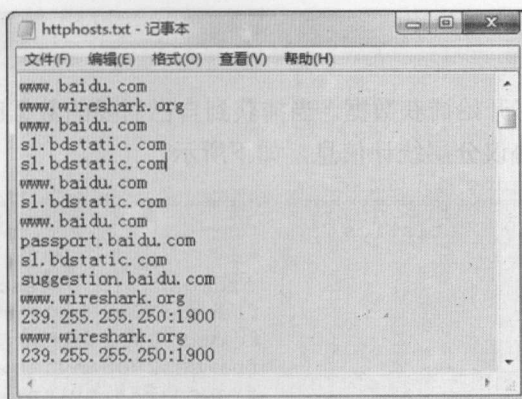 httphosts.txt - 记事本
文件(F) 编辑(E) 格式(O) 查看(V) 帮助(H)
www.baidu.com
www.wireshark.org
www.baidu.com
s1.bdstatic.com
s1.bdstatic.com
www.baidu.com
s1.bdstatic.com
www.baidu.com
passport.baidu.com
s1.bdstatic.com
suggestion.baidu.com
www.wireshark.org
239.255.255.250:1900
www.wireshark.org
239.255.255.250:1900